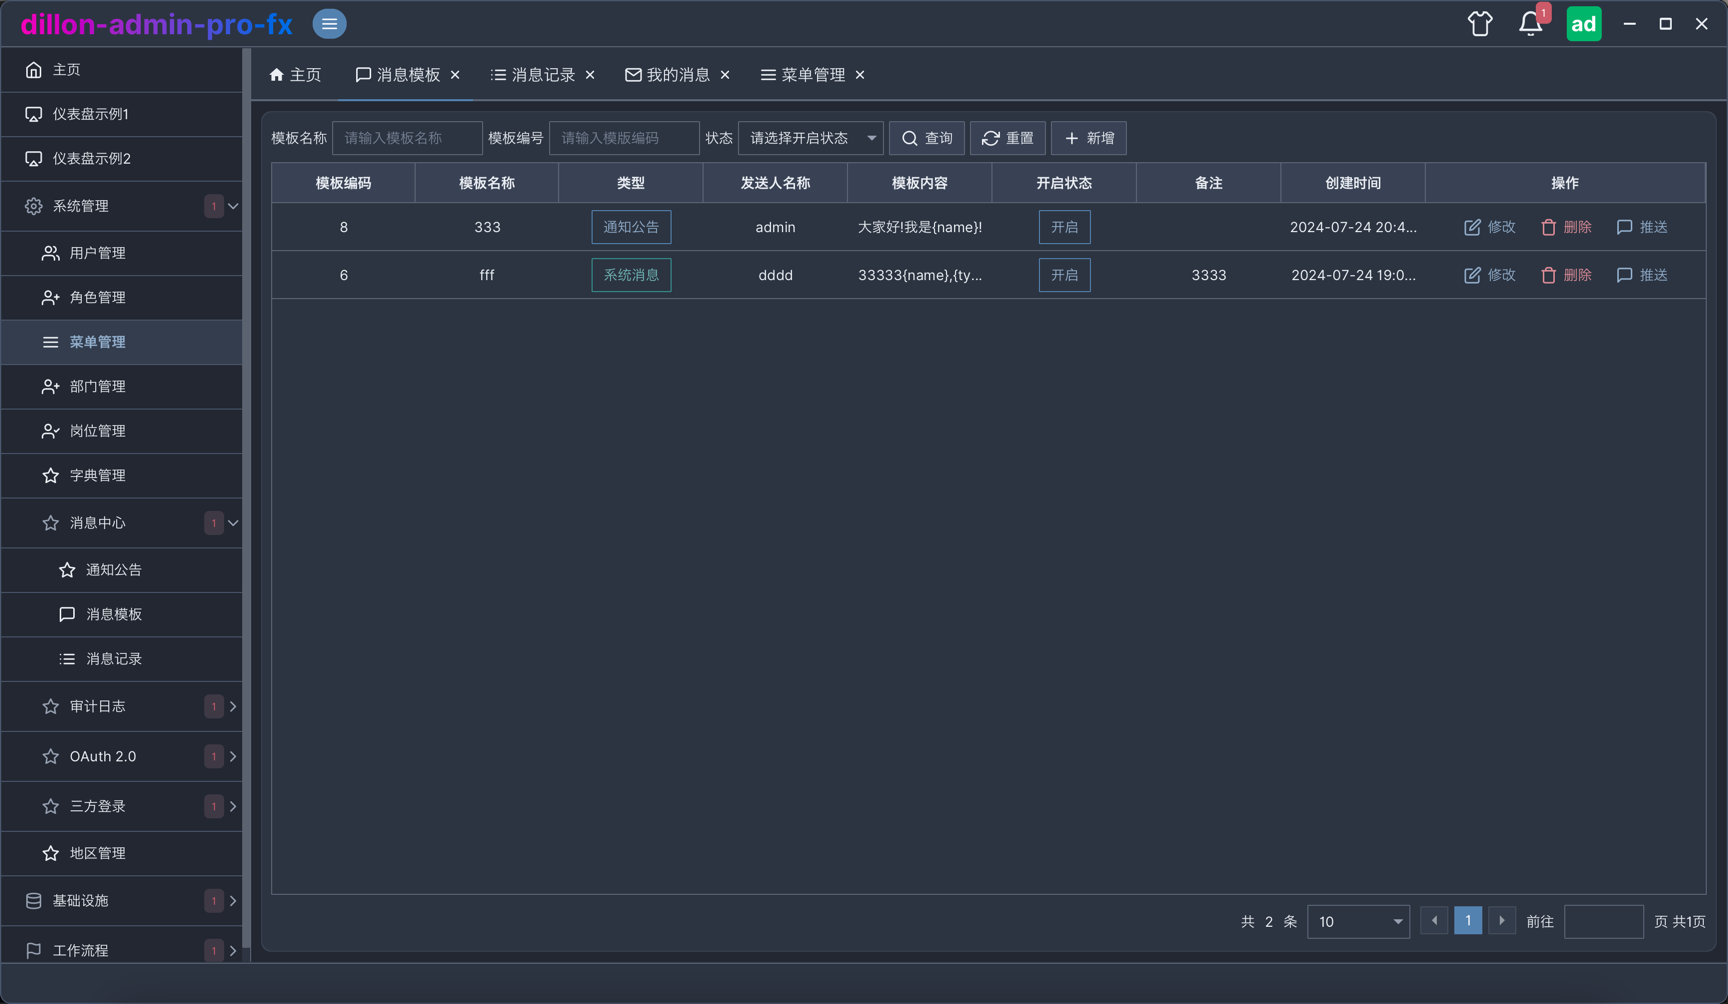 dillon-admin-pro-fx 1 ad
主页
仪表盘示例1
仪表盘示例2
系统管理 1
用户管理
角色管理
菜单管理
部门管理
岗位管理
字典管理
消息中心 1
通知公告
消息模板
消息记录
审计日志 1
OAuth 2.0 1
三方登录 1
地区管理
基础设施 1
工作流程 1
主页 消息模板 消息记录 我的消息 菜单管理
模板名称 请输入模板名称 模板编号 请输入模版编码 状态 请选择开启状态 查询 重置 新增
模板编码 模板名称 类型 发送人名称 模板内容 开启状态 备注 创建时间 操作
8 333 通知公告 admin 大家好!我是{name}! 开启 2024-07-24 20:4... 修改 删除 推送
6 fff 系统消息 dddd 33333{name},{ty... 开启 3333 2024-07-24 19:0... 修改 删除 推送
共 2 条 10 1 前往 页 共1页